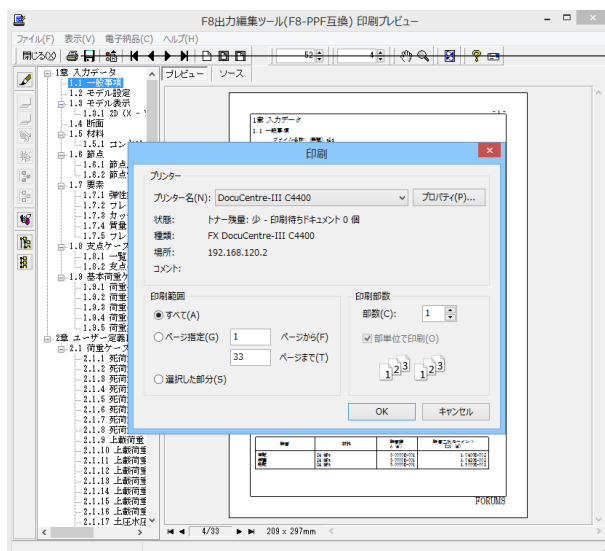 F8出力編集ツール(F8-PPF互換) 印刷プレビュー
ファイル(F) 表示(V) 電子納品(C) ヘルプ(H)
閉じる(X) 52 4
プレビュー ソース
1章 入力データ
1.1 一般事項
1.2 モデル設定
1.3 モデル表示
1.3.1 2D (X -
1.4 断面
1.5 材料
1.5.1 コン
1.6 節点
1.6.1 節点
1.6.2 節点
1.7 要素
1.7.1 弾性
1.7.2 フレ
1.7.3 カッ
1.7.4 質量
1.7.5 フレ
1.8 支点ケース
1.8.1 一覧
1.8.2 支点
1.9 基本荷重ケ
1.9.1 荷重
1.9.2 荷重
1.9.3 荷重
1.9.4 荷重
1.9.5 荷重
2章 ユーザー定義
2.1 荷重ケース
2.1.1 死荷
2.1.2 死荷
2.1.3 死荷
2.1.4 死荷
2.1.5 死荷
2.1.6 死荷
2.1.7 死荷
2.1.8 死荷
2.1.9 上載荷重
2.1.10 上載荷重
2.1.11 上載荷重
2.1.12 上載荷重
2.1.13 上載荷重
2.1.14 上載荷重
2.1.15 上載荷重
2.1.16 上載荷重
2.1.17 土圧水圧
- 1 -
1章 入力データ
1.1 一般事項
印刷
プリンター
プリンター名(N): DocuCentre-III C4400 プロパティ(P)...
状態: トナー残量: 少 - 印刷待ちドキュメント 0 個
種類: FX DocuCentre-III C4400
場所: 192.168.120.2
コメント:
印刷範囲
すべて(A)
ページ指定(G) 1 ページから(F)
33 ページまで(T)
選択した部分(S)
印刷部数
部数(C): 1
部単位で印刷(O)
1 2 3 1 2 3
OK キャンセル
FORUM8
4/33 209 x 297mm